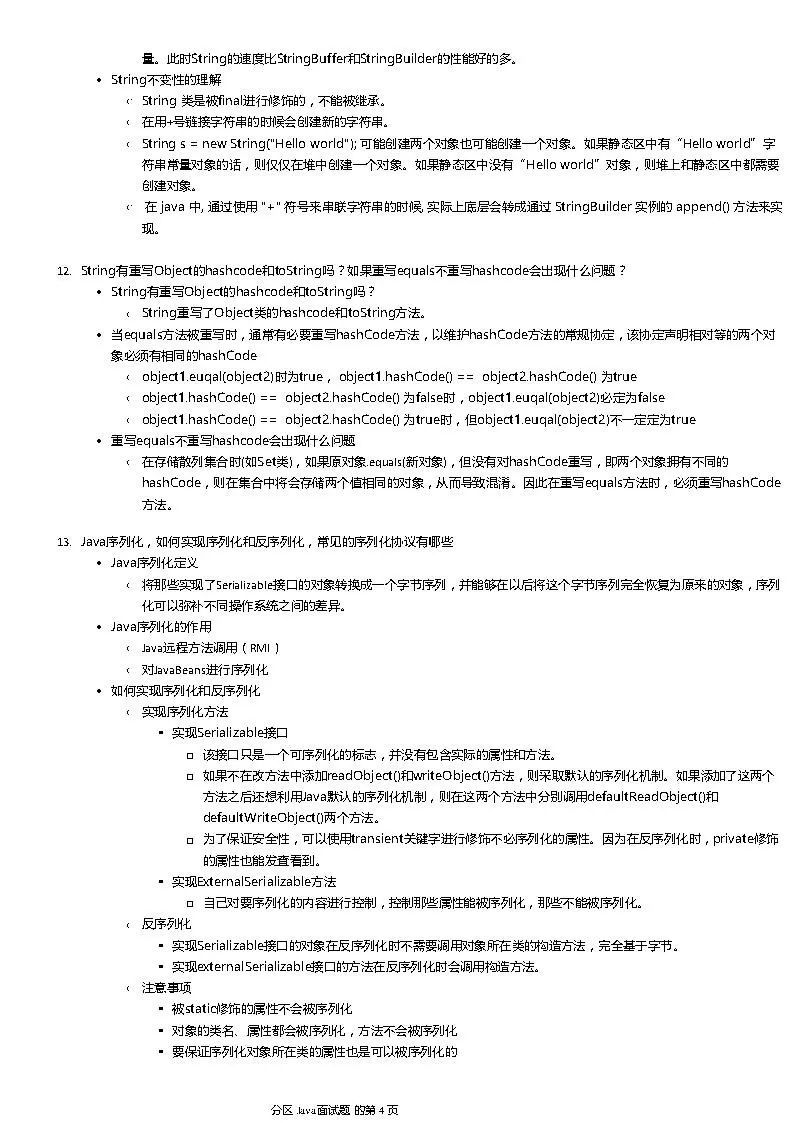 量。此时String的速度比StringBuffer和StringBuilder的性能好的多。
• String不变性的理解
‹ String 类是被final进行修饰的，不能被继承。
‹ 在用+号链接字符串的时候会创建新的字符串。
‹ String s = new String("Hello world"); 可能创建两个对象也可能创建一个对象。如果静态区中有“Hello world”字
符串常量对象的话，则仅仅在堆中创建一个对象。如果静态区中没有“Hello world”对象，则堆上和静态区中都需要
创建对象。
‹ 在 java 中, 通过使用 "+" 符号来串联字符串的时候, 实际上底层会转成通过 StringBuilder 实例的 append() 方法来实
现。
12. String有重写Object的hashcode和toString吗？如果重写equals不重写hashcode会出现什么问题？
• String有重写Object的hashcode和toString吗？
‹ String重写了Object类的hashcode和toString方法。
• 当equals方法被重写时，通常有必要重写hashCode方法，以维护hashCode方法的常规协定，该协定声明相对等的两个对
象必须有相同的hashCode
‹ object1.euqal(object2)时为true， object1.hashCode() == object2.hashCode() 为true
‹ object1.hashCode() == object2.hashCode() 为false时，object1.euqal(object2)必定为false
‹ object1.hashCode() == object2.hashCode() 为true时，但object1.euqal(object2)不一定定为true
• 重写equals不重写hashcode会出现什么问题
‹ 在存储散列集合时(如Set类)，如果原对象.equals(新对象)，但没有对hashCode重写，即两个对象拥有不同的
hashCode，则在集合中将会存储两个值相同的对象，从而导致混淆。因此在重写equals方法时，必须重写hashCode
方法。
13. Java序列化，如何实现序列化和反序列化，常见的序列化协议有哪些
• Java序列化定义
‹ 将那些实现了Serializable接口的对象转换成一个字节序列，并能够在以后将这个字节序列完全恢复为原来的对象，序列
化可以弥补不同操作系统之间的差异。
• Java序列化的作用
‹ Java远程方法调用（RMI）
‹ 对JavaBeans进行序列化
• 如何实现序列化和反序列化
‹ 实现序列化方法
▪ 实现Serializable接口
□ 该接口只是一个可序列化的标志，并没有包含实际的属性和方法。
□ 如果不在改方法中添加readObject()和writeObject()方法，则采取默认的序列化机制。如果添加了这两个
方法之后还想利用Java默认的序列化机制，则在这两个方法中分别调用defaultReadObject()和
defaultWriteObject()两个方法。
□ 为了保证安全性，可以使用transient关键字进行修饰不必序列化的属性。因为在反序列化时，private修饰
的属性也能发查看到。
▪ 实现ExternalSerializable方法
□ 自己对要序列化的内容进行控制，控制那些属性能被序列化，那些不能被序列化。
‹ 反序列化
▪ 实现Serializable接口的对象在反序列化时不需要调用对象所在类的构造方法，完全基于字节。
▪ 实现externalSerializable接口的方法在反序列化时会调用构造方法。
‹ 注意事项
▪ 被static修饰的属性不会被序列化
▪ 对象的类名、属性都会被序列化，方法不会被序列化
▪ 要保证序列化对象所在类的属性也是可以被序列化的
分区 Java面试题 的第 4 页